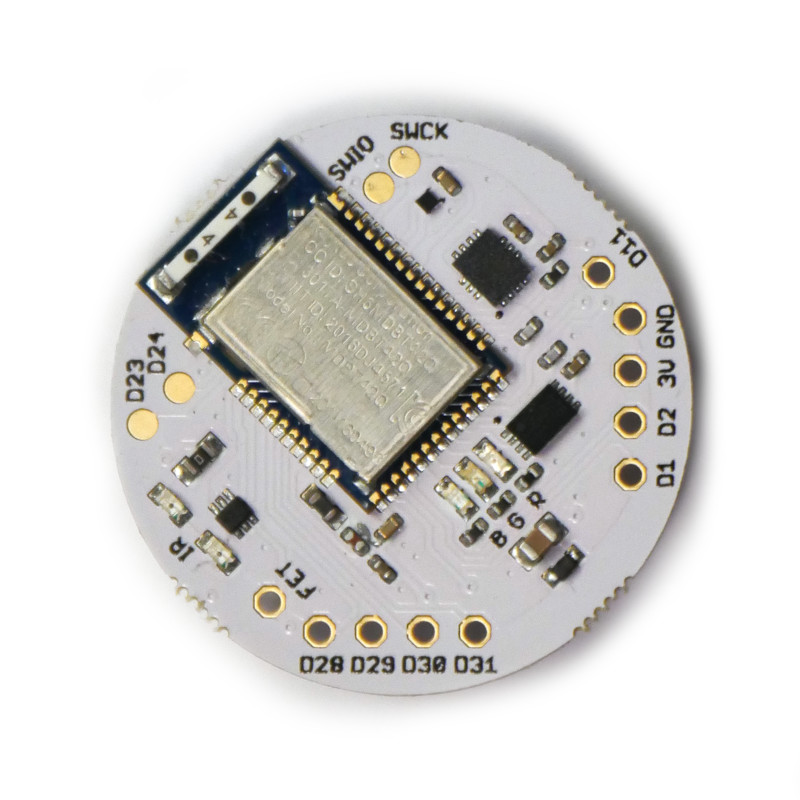 SWCK
SWIO
D11
GND
3V
D2
D1
D24
D23
B G R
IR
FET
D28 D29 D30 D31